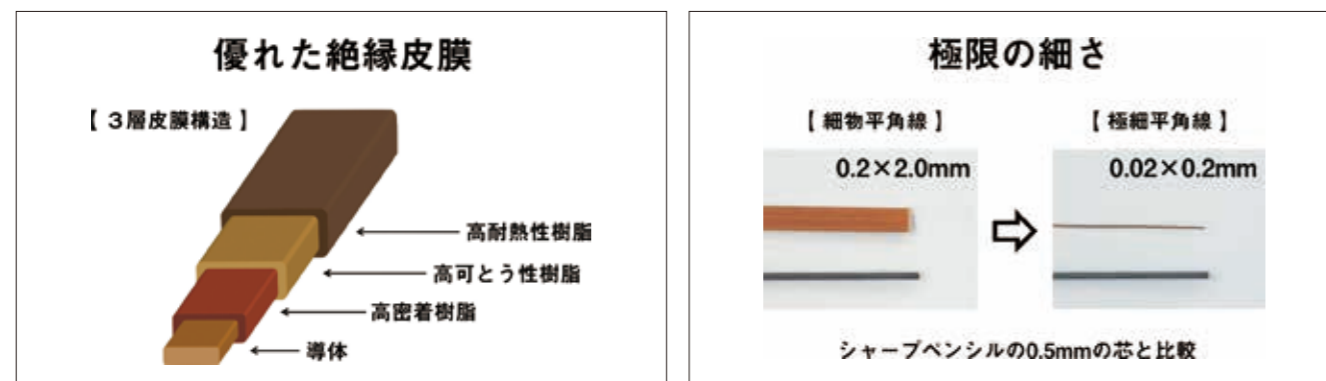 優れた絶縁皮膜
【 3層皮膜構造 】
高耐熱性樹脂
高可とう性樹脂
高密着樹脂
導体
極限の細さ
【 細物平角線 】
0.2×2.0mm
【 極細平角線 】
0.02×0.2mm
シャープペンシルの0.5mmの芯と比較